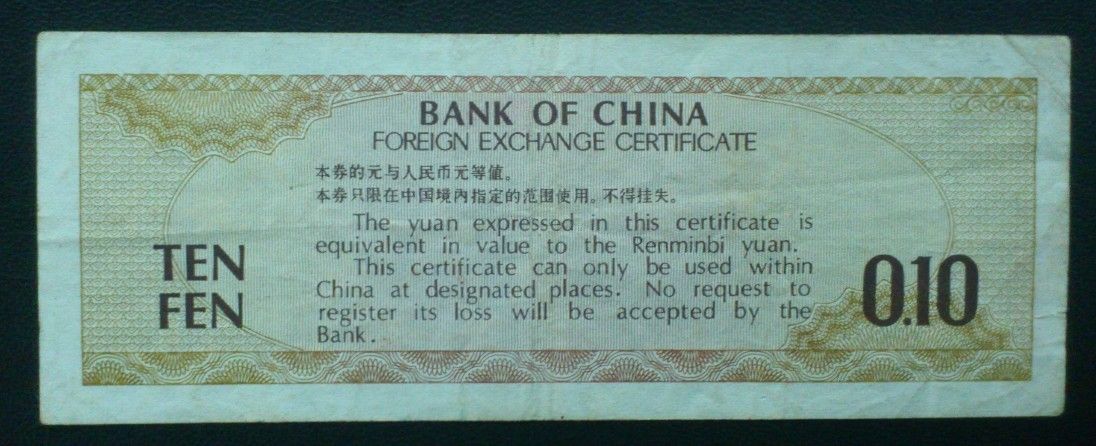 BANK OF CHINA
FOREIGN EXCHANGE CERTIFICATE
本券的元与人民币元等值。
本券只限在中国境内指定的范围使用。不得挂失。
The yuan expressed in this certificate is
equivalent in value to the Renminbi yuan.
This certificate can only be used within
China at designated places. No request to
register its loss will be accepted by the
Bank.
TEN
FEN
0.10